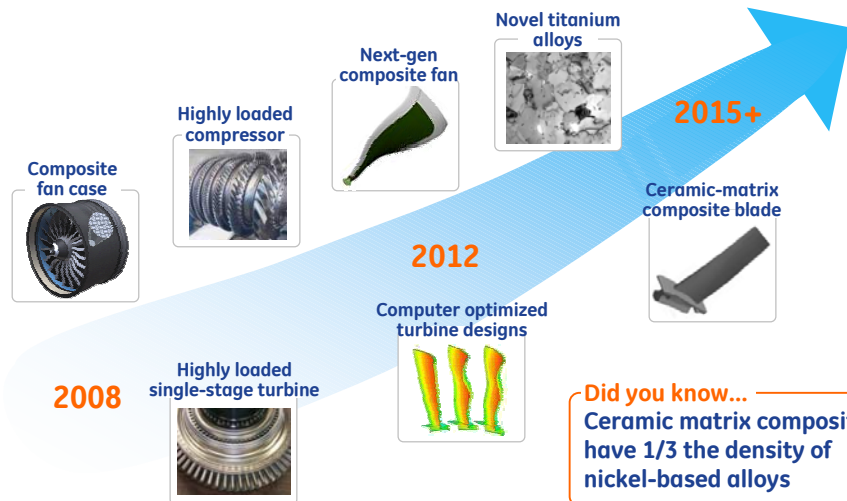 Novel titanium
alloys
Next-gen
composite fan
2015+
Highly loaded
compressor
Composite
fan case
Ceramic-matrix
composite blade
2012
Computer optimized
turbine designs
Highly loaded
single-stage turbine
2008
Did you know...
Ceramic matrix composit
have 1/3 the density of
nickel-based alloys